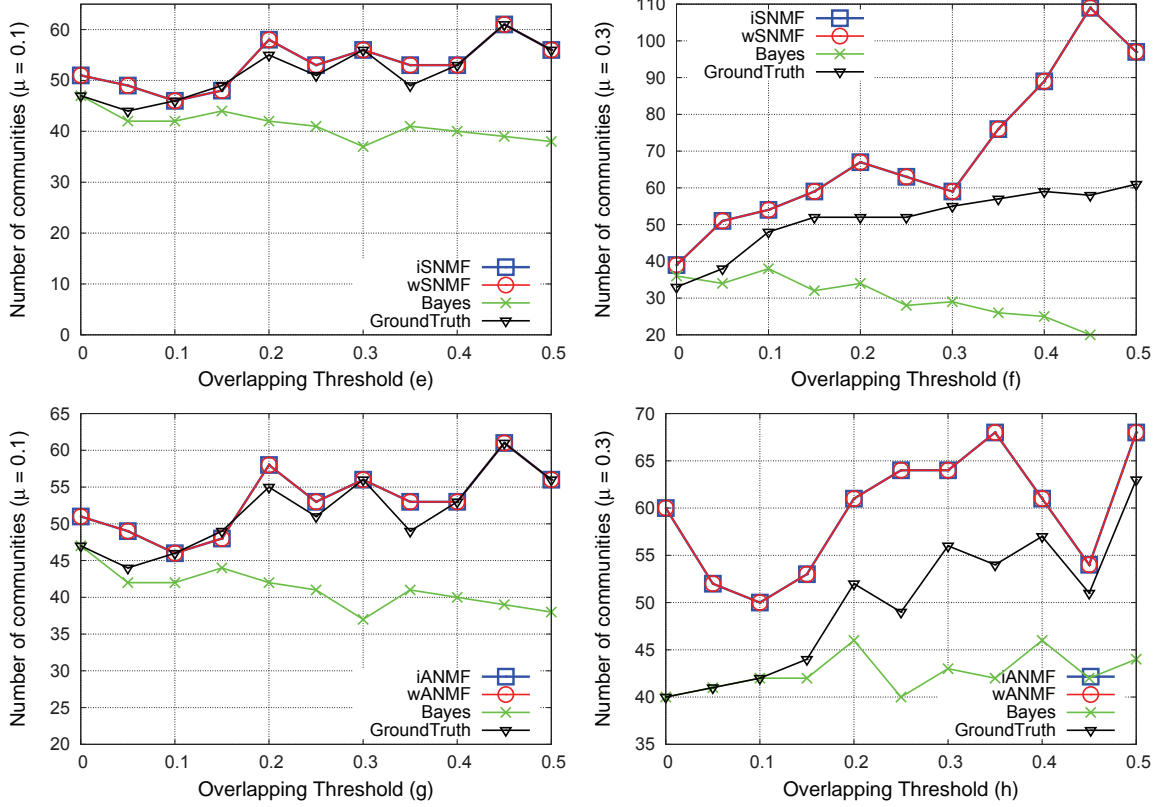 Number of communities (μ = 0.1)
60
50
40
30
20
10
0
iSNMF
wSNMF
Bayes
GroundTruth
0 0.1 0.2 0.3 0.4 0.5
Overlapping Threshold (e)
Number of communities (μ = 0.3)
110
100
90
80
70
60
50
40
30
20
iSNMF
wSNMF
Bayes
GroundTruth
0 0.1 0.2 0.3 0.4 0.5
Overlapping Threshold (f)
Number of communities (μ = 0.1)
65
60
55
50
45
40
35
30
25
20
iANMF
wANMF
Bayes
GroundTruth
0 0.1 0.2 0.3 0.4 0.5
Overlapping Threshold (g)
Number of communities (μ = 0.3)
70
65
60
55
50
45
40
35
iANMF
wANMF
Bayes
GroundTruth
0 0.1 0.2 0.3 0.4 0.5
Overlapping Threshold (h)